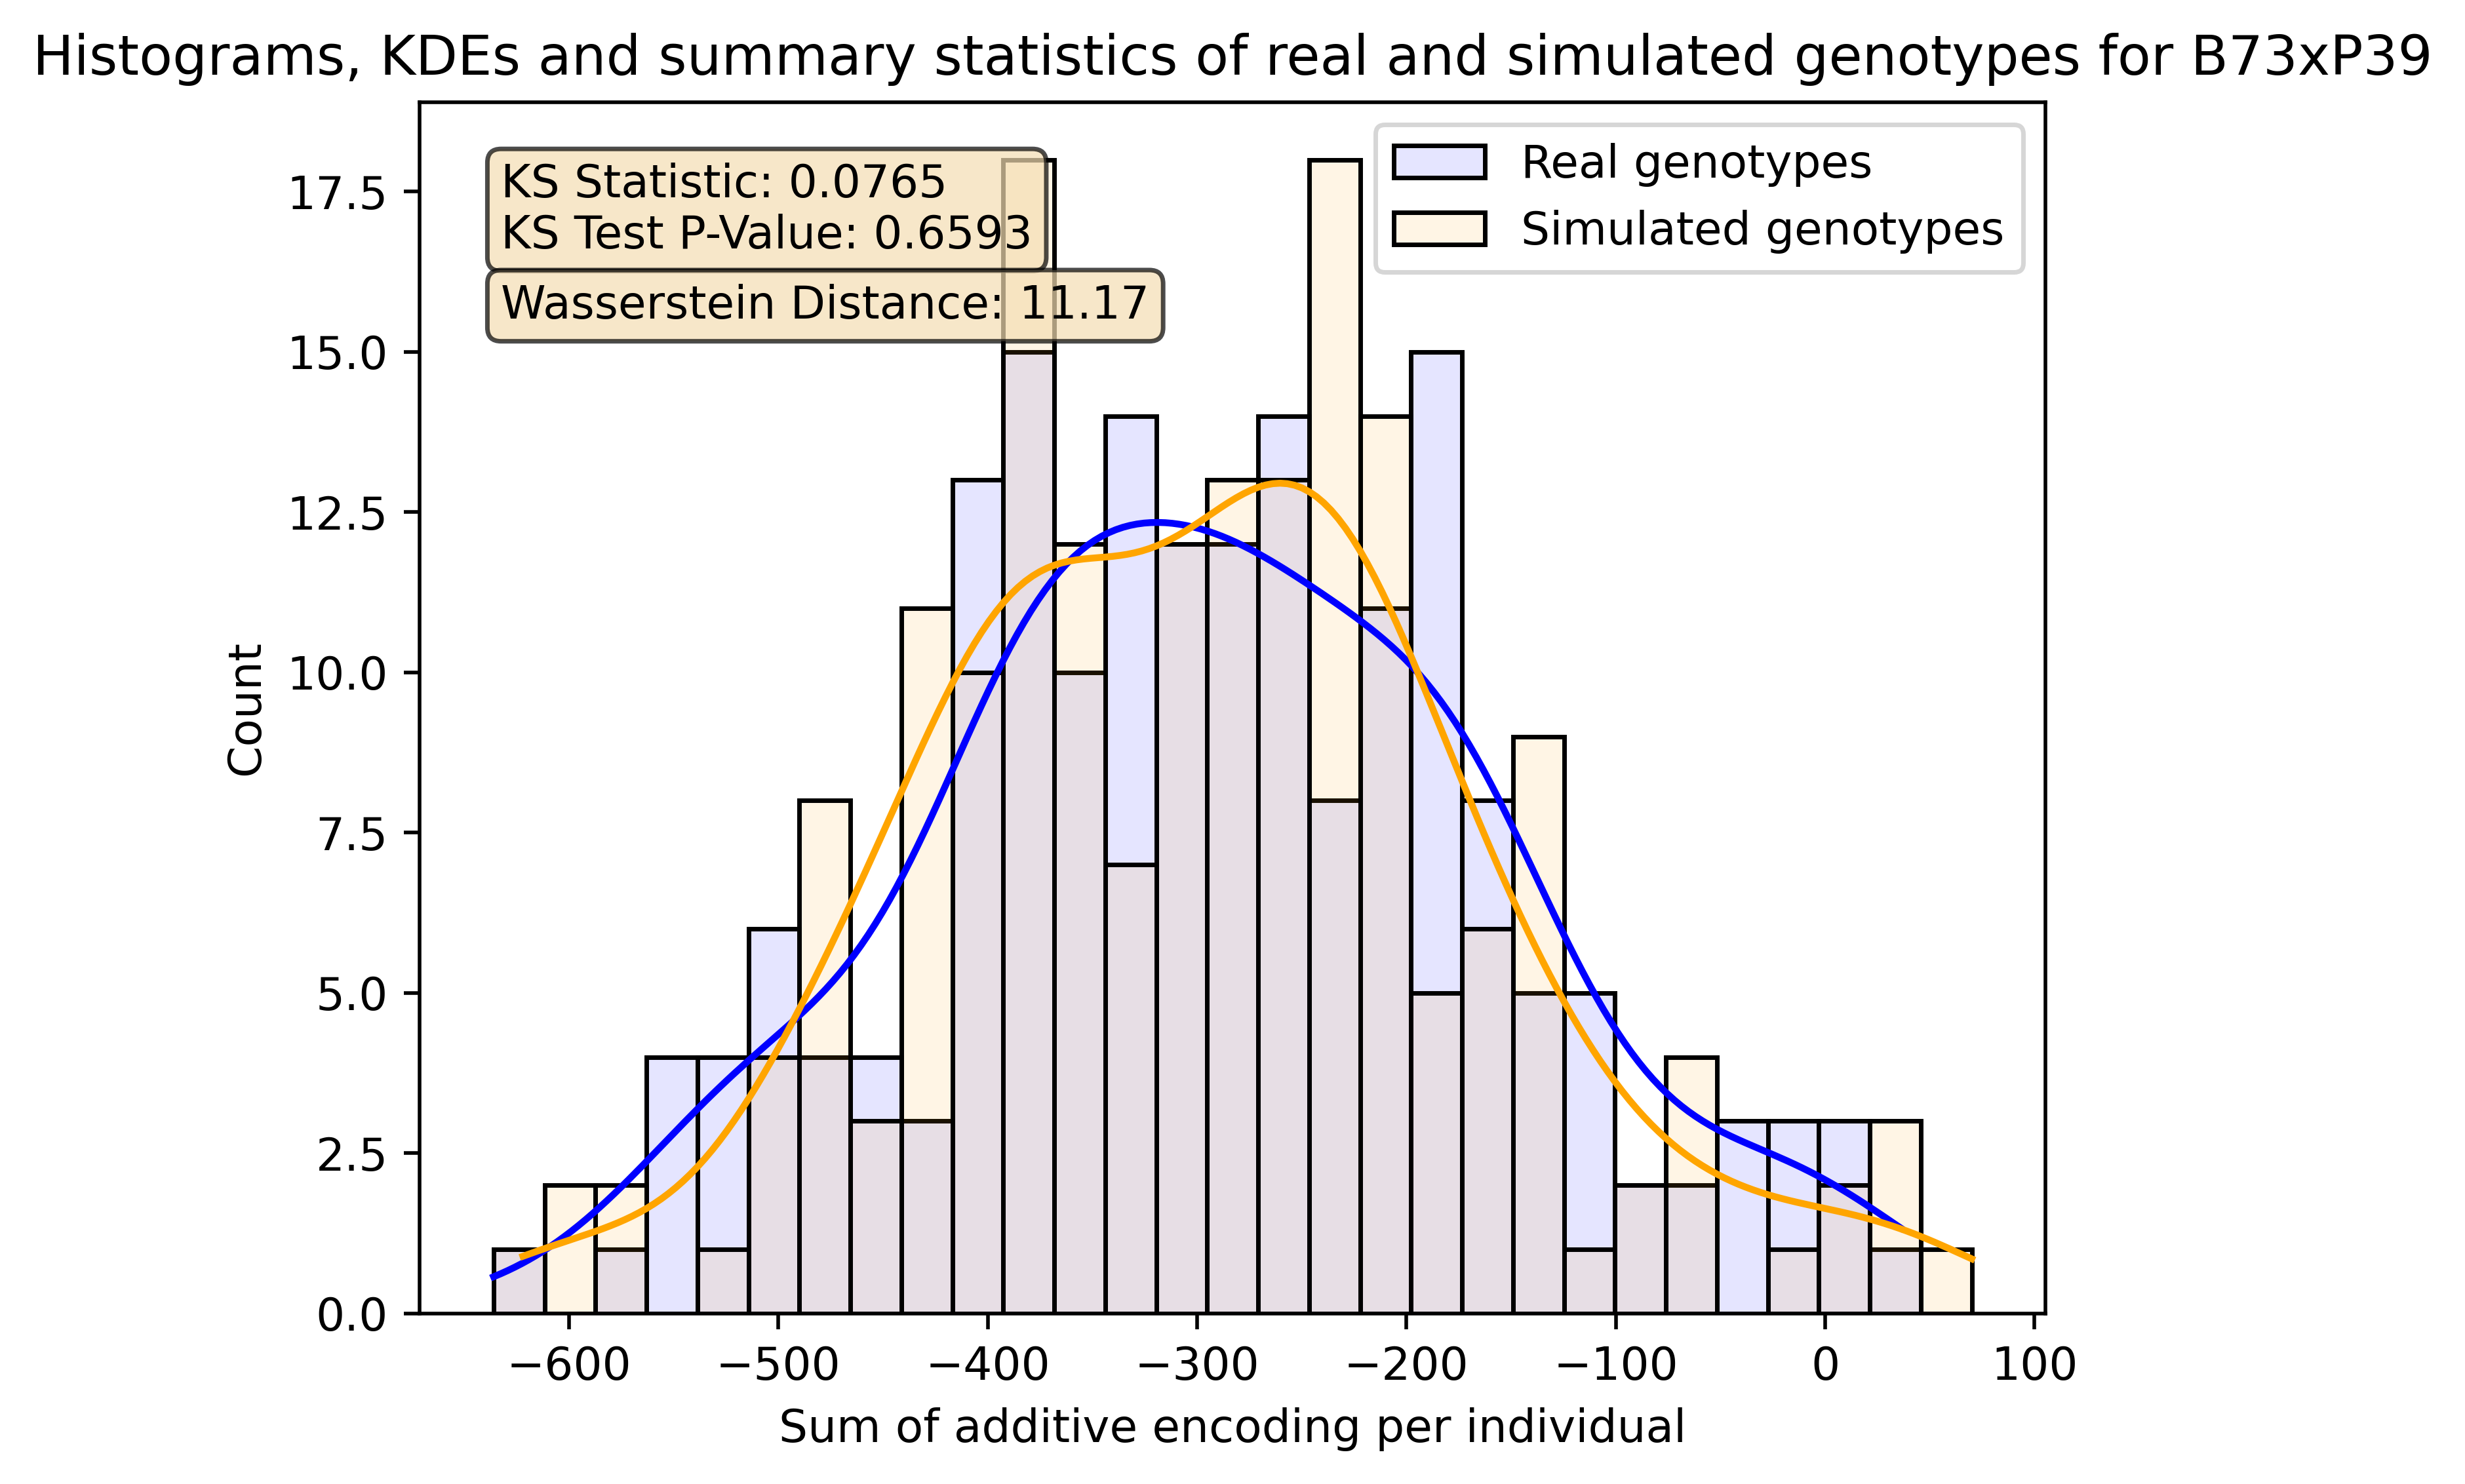 Histograms, KDEs and summary statistics of real and simulated genotypes for B73xP39
KS Statistic: 0.0765
KS Test P-Value: 0.6593
Wasserstein Distance: 11.17
Real genotypes
Simulated genotypes
Count
17.5
15.0
12.5
10.0
7.5
5.0
2.5
0.0
−600 −500 −400 −300 −200 −100 0 100
Sum of additive encoding per individual